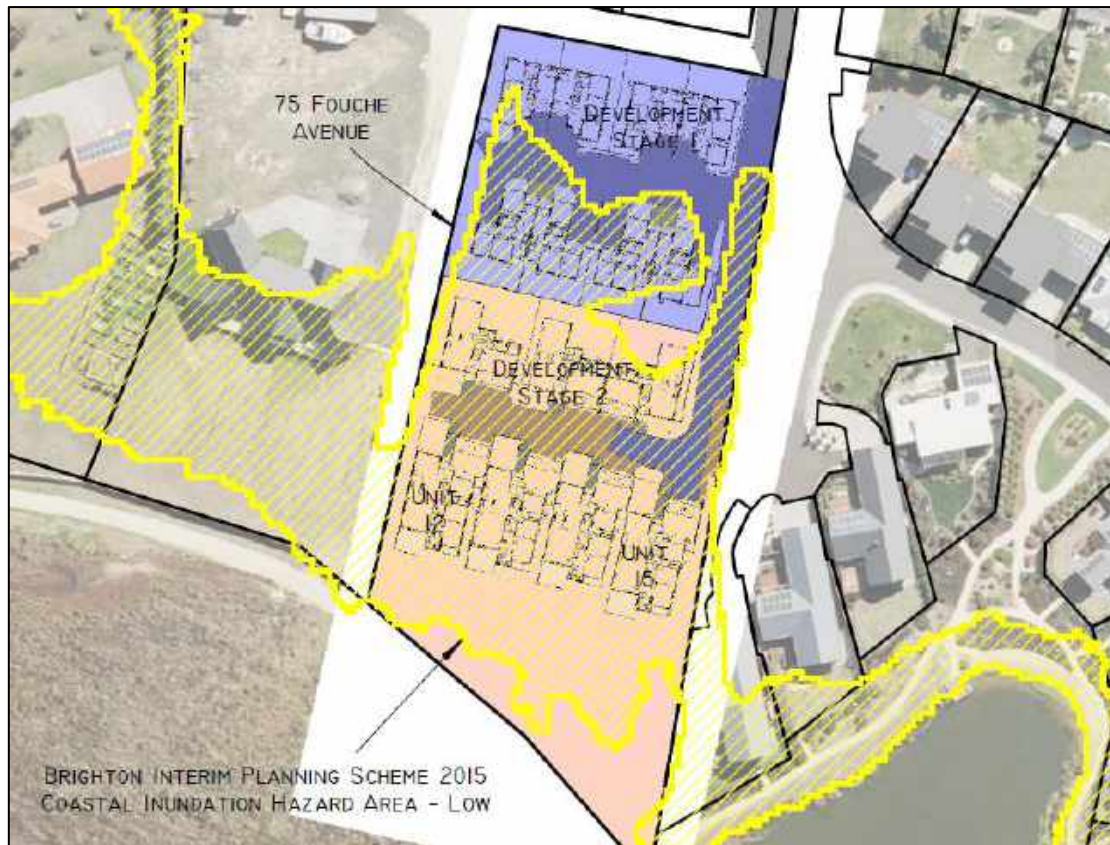 75 FOUCHE
AVENUE
DEVELOPMENT
STAGE 1
DEVELOPMENT
STAGE 2
UNIT
12
UNIT
15
BRIGHTON INTERIM PLANNING SCHEME 2015
COASTAL INUNDATION HAZARD AREA - LOW